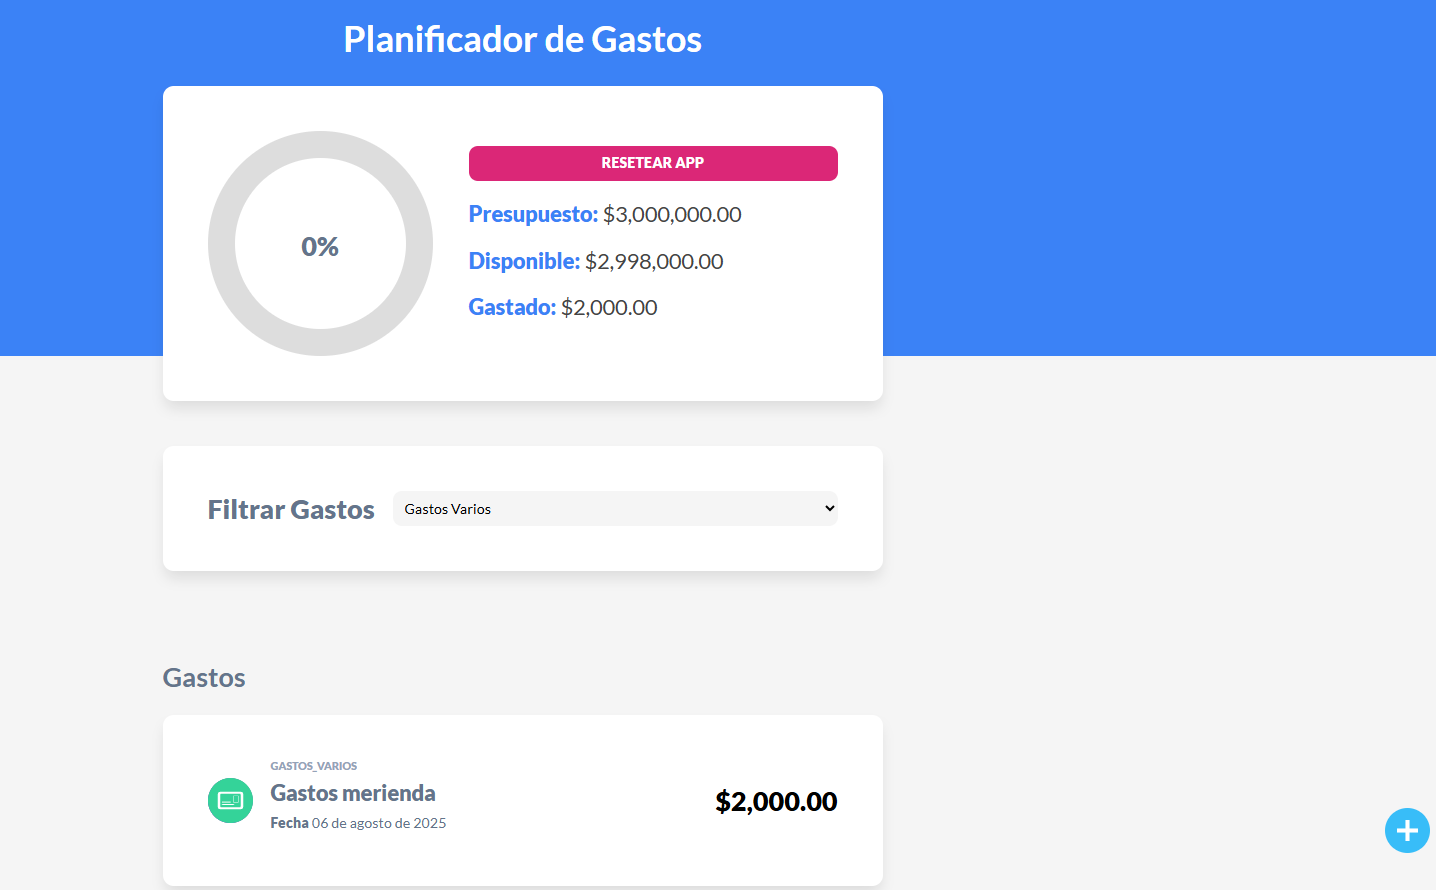 Planificador de Gastos
0%
RESETEAR APP
Presupuesto: $3,000,000.00
Disponible: $2,998,000.00
Gastado: $2,000.00
Filtrar Gastos
Gastos Varios
Gastos
GASTOS_VARIOS
Gastos merienda
Fecha 06 de agosto de 2025
$2,000.00